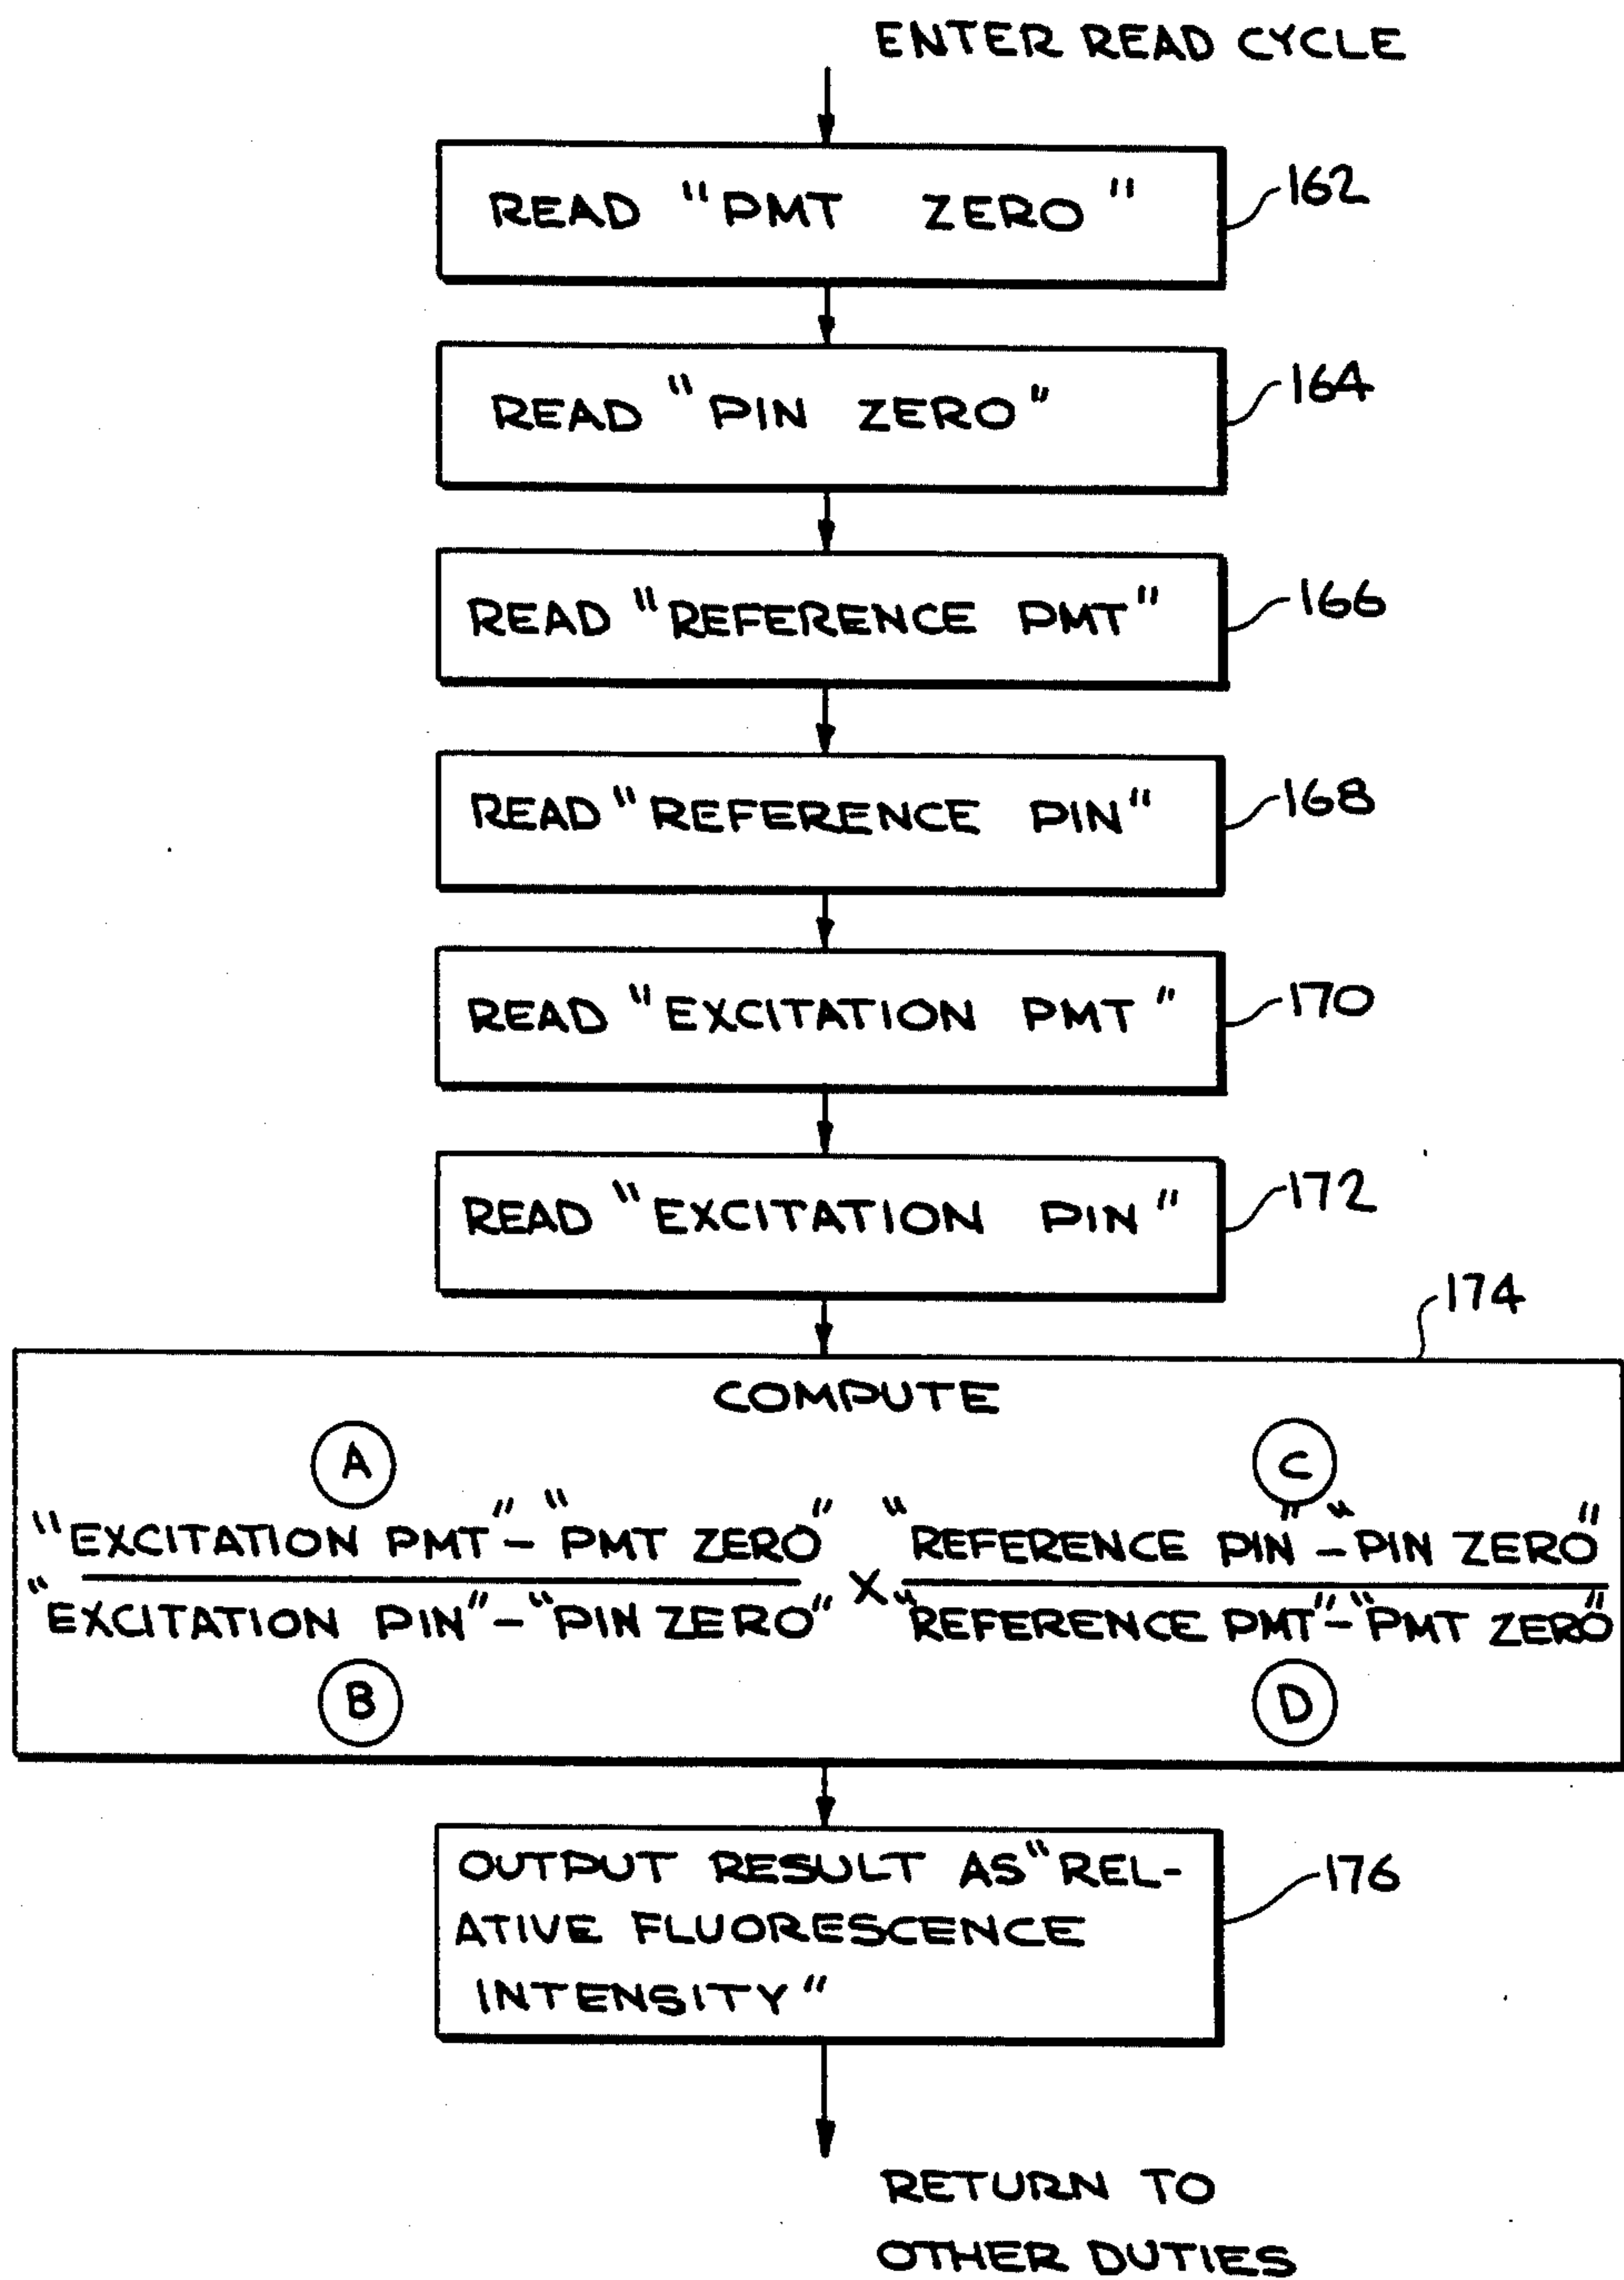 ENTER READ CYCLE
READ "PMT ZERO"
162
READ "PIN ZERO"
164
READ "REFERENCE PMT"
166
READ "REFERENCE PIN"
168
READ "EXCITATION PMT"
170
READ "EXCITATION PIN"
172
174
COMPUTE
A C
"EXCITATION PMT"-"PMT ZERO" "REFERENCE PIN"-"PIN ZERO"
X
"EXCITATION PIN"-"PIN ZERO" "REFERENCE PMT"-"PMT ZERO"
B D
OUTPUT RESULT AS "REL-
ATIVE FLUORESCENCE
INTENSITY"
176
RETURN TO
OTHER DUTIES